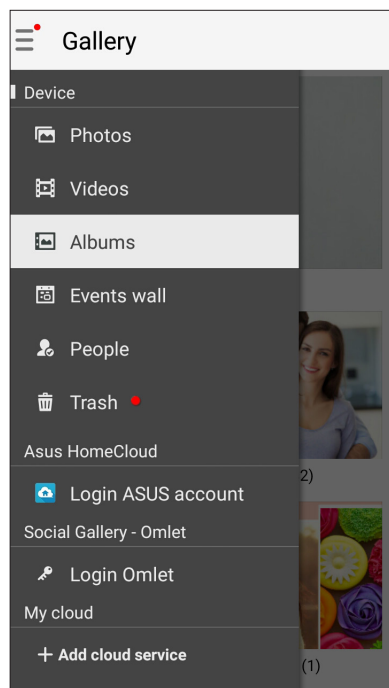 Gallery
Device
Photos
Videos
Albums
Events wall
People
Trash
Asus HomeCloud
Login ASUS account
2)
Social Gallery - Omlet
Login Omlet
My cloud
+ Add cloud service
(1)